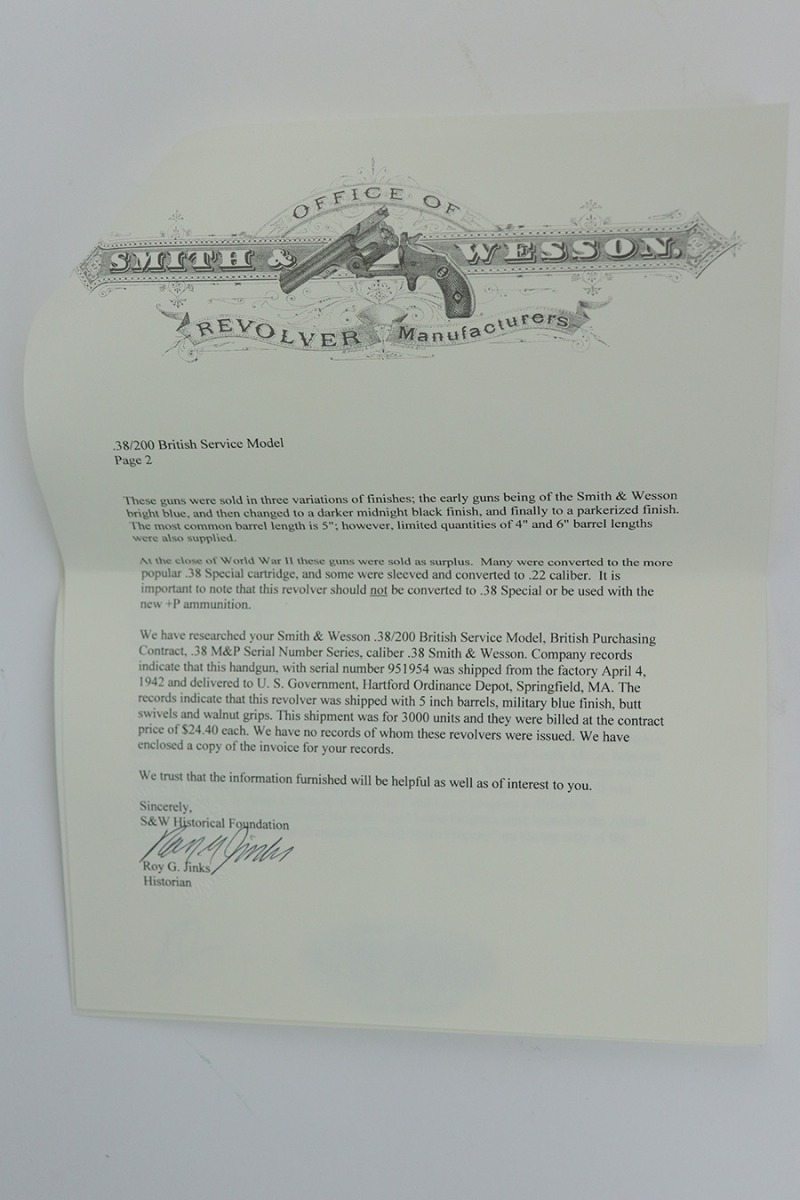 OFFICE OF
SMITH & WESSON.
REVOLVER Manufacturers
.38/200 British Service Model
Page 2
These guns were sold in three variations of finishes; the early guns being of the Smith & Wesson
bright blue, and then changed to a darker midnight black finish, and finally to a parkerized finish.
The most common barrel length is 5"; however, limited quantities of 4" and 6" barrel lengths
were also supplied.
At the close of World War II these guns were sold as surplus. Many were converted to the more
popular .38 Special cartridge, and some were sleeved and converted to .22 caliber. It is
important to note that this revolver should not be converted to .38 Special or be used with the
new +P ammunition.
We have researched your Smith & Wesson .38/200 British Service Model, British Purchasing
Contract, .38 M&P Serial Number Series, caliber .38 Smith & Wesson. Company records
indicate that this handgun, with serial number 951954 was shipped from the factory April 4,
1942 and delivered to U. S. Government, Hartford Ordinance Depot, Springfield, MA. The
records indicate that this revolver was shipped with 5 inch barrels, military blue finish, butt
swivels and walnut grips. This shipment was for 3000 units and they were billed at the contract
price of $24.40 each. We have no records of whom these revolvers were issued. We have
enclosed a copy of the invoice for your records.
We trust that the information furnished will be helpful as well as of interest to you.
Sincerely,
S&W Historical Foundation
Roy G. Jinks
Roy G. Jinks
Historian